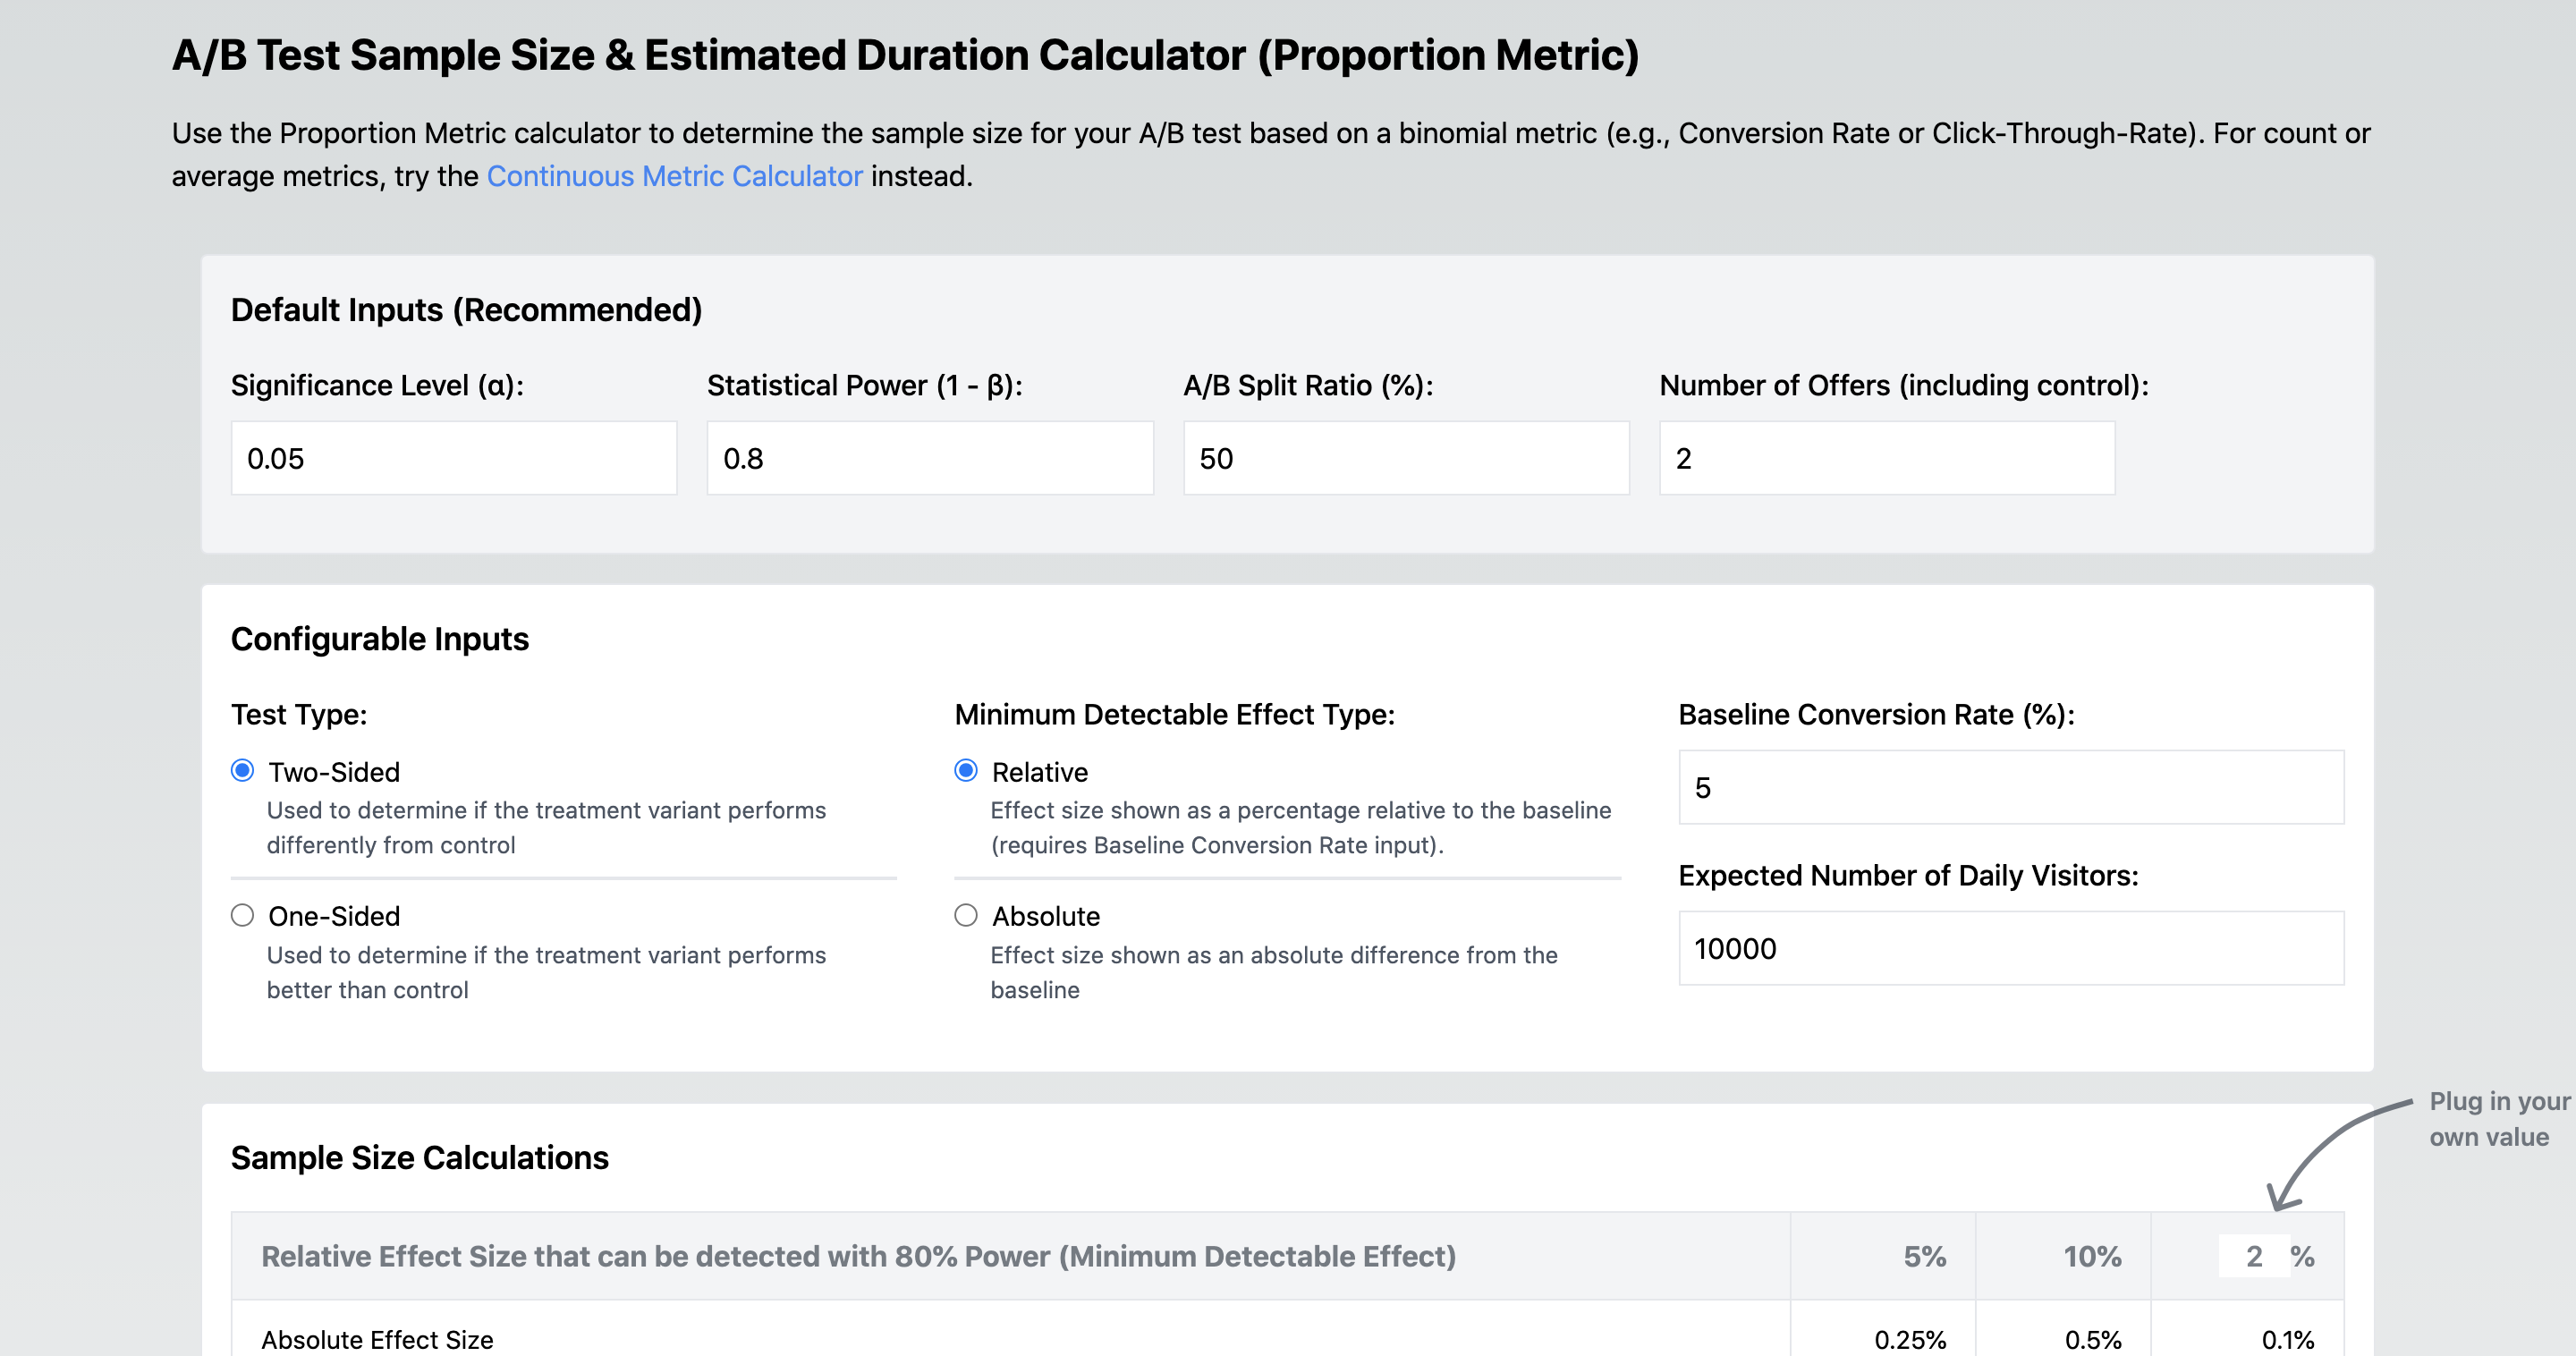 A/B Test Sample Size & Estimated Duration Calculator (Proportion Metric)
Use the Proportion Metric calculator to determine the sample size for your A/B test based on a binomial metric (e.g., Conversion Rate or Click-Through-Rate). For count or
average metrics, try the Continuous Metric Calculator instead.
Default Inputs (Recommended)
Significance Level (α): Statistical Power (1 - β): A/B Split Ratio (%): Number of Offers (including control):
0.05 0.8 50 2
Configurable Inputs
Test Type: Minimum Detectable Effect Type: Baseline Conversion Rate (%):
Two-Sided
Used to determine if the treatment variant performs
differently from control
One-Sided
Used to determine if the treatment variant performs
better than control
Relative
Effect size shown as a percentage relative to the baseline
(requires Baseline Conversion Rate input).
Absolute
Effect size shown as an absolute difference from the
baseline
5
Expected Number of Daily Visitors:
10000
Plug in your
own value
Sample Size Calculations
Relative Effect Size that can be detected with 80% Power (Minimum Detectable Effect) 5% 10% 2 %
Absolute Effect Size 0.25% 0.5% 0.1%